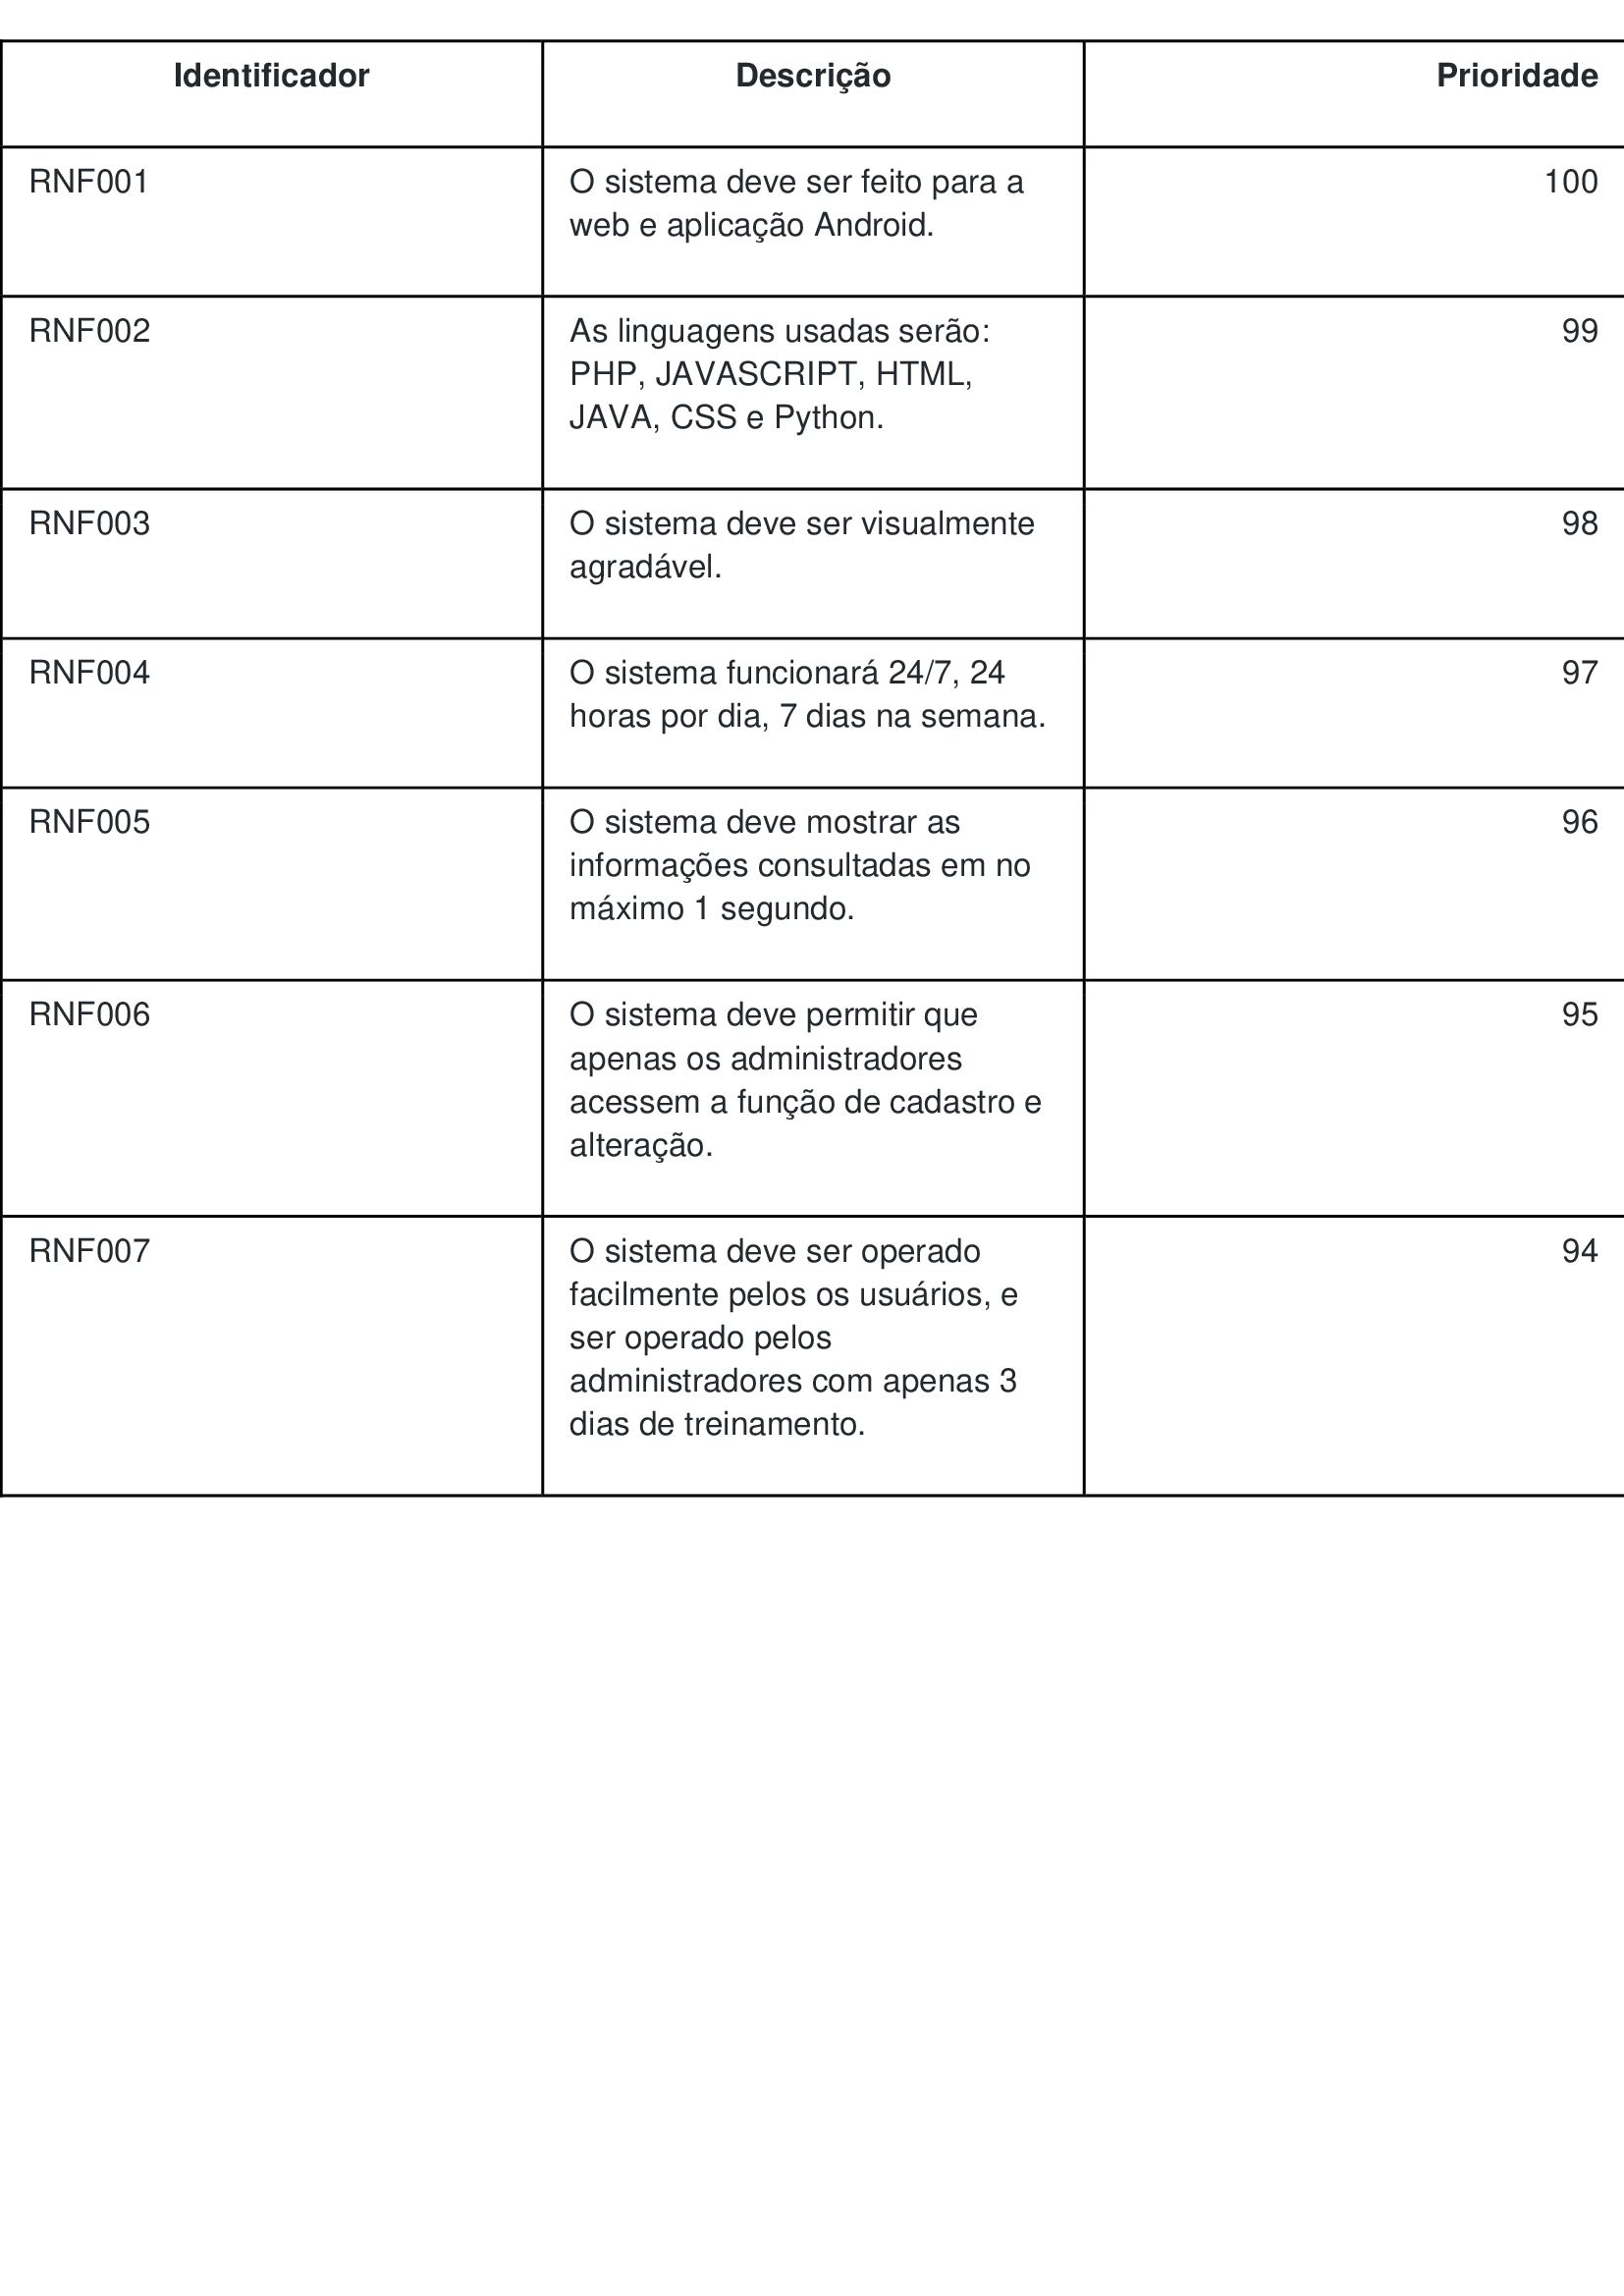 Identificador Descrição Prioridade
RNF001 O sistema deve ser feito para a 100
web e aplicação Android.
RNF002 As linguagens usadas serão: 99
PHP, JAVASCRIPT, HTML,
JAVA, CSS e Python.
RNF003 O sistema deve ser visualmente 98
agradável.
RNF004 O sistema funcionará 24/7, 24 97
horas por dia, 7 dias na semana.
RNF005 O sistema deve mostrar as 96
informações consultadas em no
máximo 1 segundo.
RNF006 O sistema deve permitir que 95
apenas os administradores
acessem a função de cadastro e
alteração.
RNF007 O sistema deve ser operado 94
facilmente pelos os usuários, e
ser operado pelos
administradores com apenas 3
dias de treinamento.